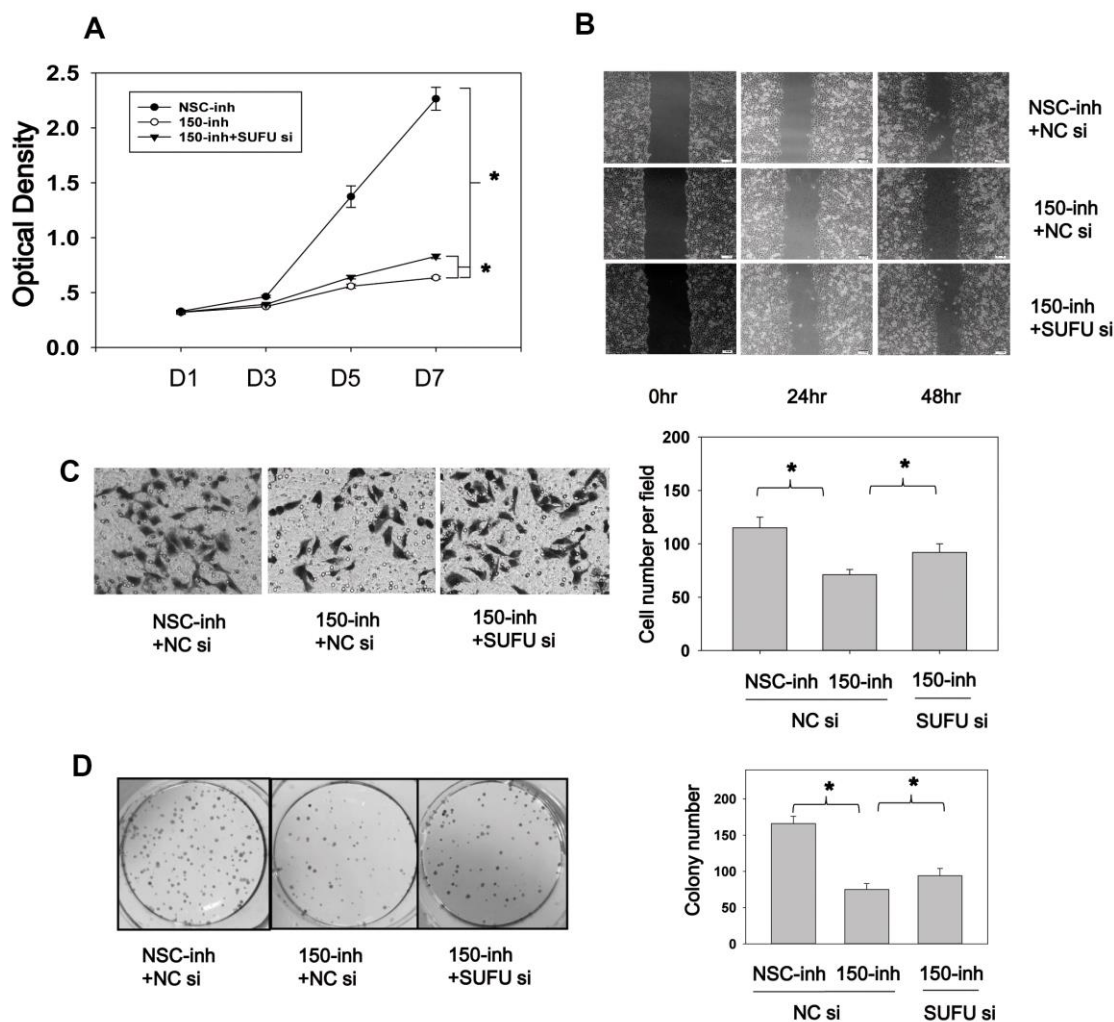 A
Optical Density
2.5
2.0
1.5
1.0
.5
0.0
NSC-inh
150-inh
150-inh+SUFU si
*
*
D1 D3 D5 D7
B
NSC-inh
+NC si
150-inh
+NC si
150-inh
+SUFU si
0hr 24hr 48hr
C
NSC-inh
+NC si
150-inh
+NC si
150-inh
+SUFU si
Cell number per field
200
150
100
50
0
* *
NSC-inh 150-inh 150-inh
NC si SUFU si
D
NSC-inh
+NC si
150-inh
+NC si
150-inh
+SUFU si
Colony number
200
150
100
50
0
* *
NSC-inh 150-inh 150-inh
NC si SUFU si